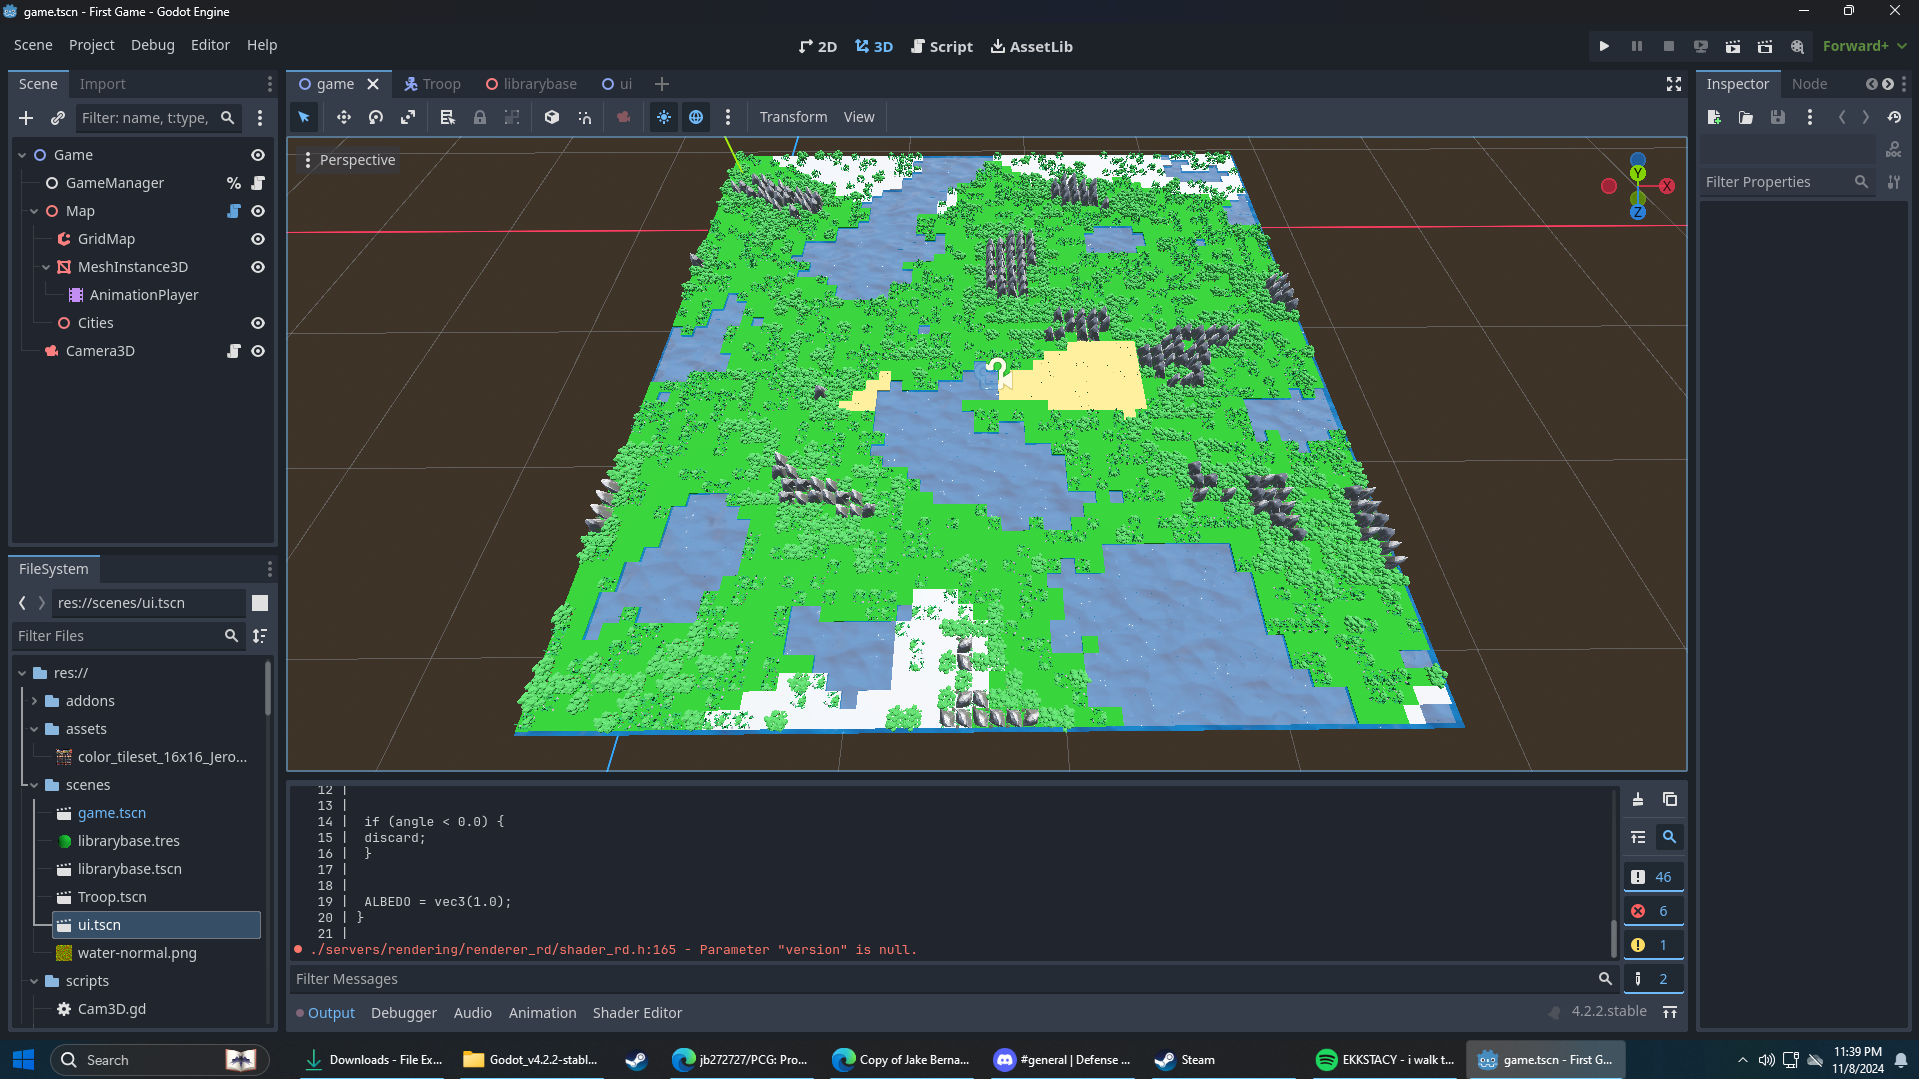 game.tscn - First Game - Godot Engine
Scene Project Debug Editor Help
2D 3D Script AssetLib
Forward+
Scene Import
game Troop librarybase ui
Inspector Node
Filter: name, t:type,
Transform View
Perspective
Filter Properties
Game
GameManager
%
Map
GridMap
MeshInstance3D
AnimationPlayer
Cities
Camera3D
Y
X
Z
FileSystem
res://scenes/ui.tscn
Filter Files
res://
addons
assets
color_tileset_16x16_Jero...
scenes
game.tscn
librarybase.tres
librarybase.tscn
Troop.tscn
ui.tscn
water-normal.png
scripts
Cam3D.gd
12 |
13 |
14 | if (angle < 0.0) {
15 | discard;
16 | }
17 |
18 |
19 | ALBEDO = vec3(1.0);
20 | }
21 |
./servers/rendering/renderer_rd/shader_rd.h:165 - Parameter "version" is null.
46
6
1
2
Filter Messages
Output Debugger Audio Animation Shader Editor
4.2.2.stable
Search
Downloads - File Ex...
Godot_v4.2.2-stabl...
jb272727/PCG: Pro...
Copy of Jake Berna...
#general | Defense ...
Steam
EKKSTACY - i walk t...
game.tscn - First G...
11:39 PM
11/8/2024